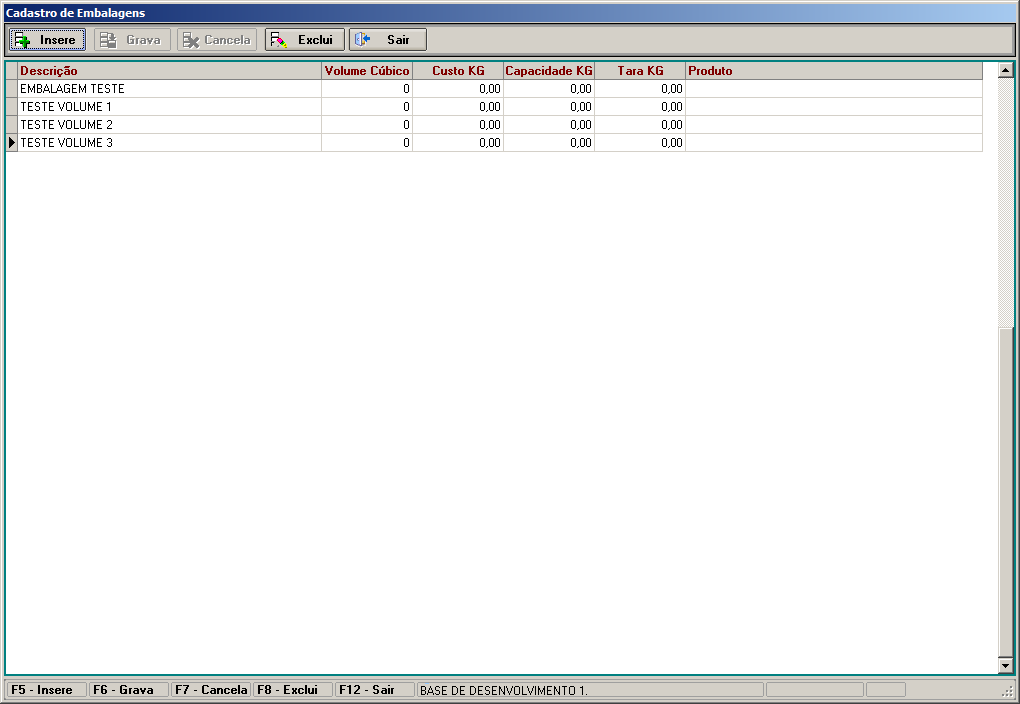 Cadastro de Embalagens
Insere Grava Cancela Exclui Sair
Descrição Volume Cúbico Custo KG Capacidade KG Tara KG Produto
EMBALAGEM TESTE 0 0,00 0,00 0,00
TESTE VOLUME 1 0 0,00 0,00 0,00
TESTE VOLUME 2 0 0,00 0,00 0,00
TESTE VOLUME 3 0 0,00 0,00 0,00
F5 - Insere F6 - Grava F7 - Cancela F8 - Exclui F12 - Sair BASE DE DESENVOLVIMENTO 1.